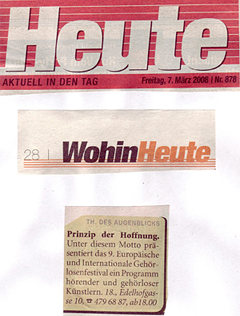 Heute
AKTUELL IN DEN TAG Freitag, 7. März 2008 | Nr. 878
28 | WohinHeute
TH. DES AUGENBLICKS
Prinzip der Hoffnung.
Unter diesem Motto prä-
sentiert das 9. Europäische
und Internationale Gehör-
losenfestival ein Programm
hörender und gehörloser
Künstlern. 18., Edelhofgas-
se 10, ☎ 479 68 87, ab 18.00